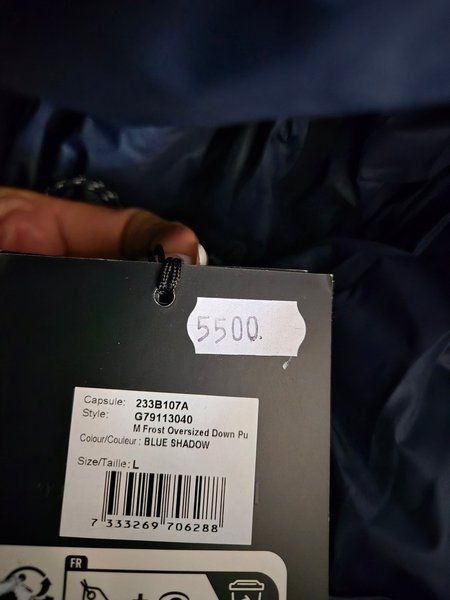 5500.
Capsule: 233B107A
Style: G79113040
M Frost Oversized Down Pu
Colour/Couleur : BLUE SHADOW
Size/Taille: L
7 333269 706288
FR